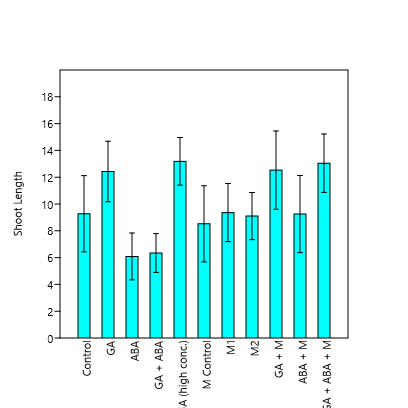 Shoot Length
18
16
14
12
10
8
6
4
2
0
Control
GA
ABA
GA + ABA
A (high conc.)
M Control
M1
M2
GA + M
ABA + M
GA + ABA + M